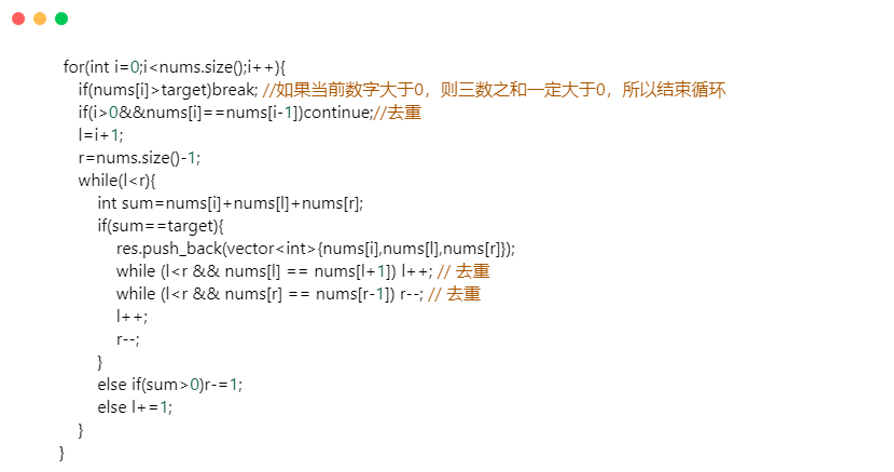 for(int i=0;i<nums.size();i++){
if(nums[i]>target)break; //如果当前数字大于0，则三数之和一定大于0，所以结束循环
if(i>0&&nums[i]==nums[i-1])continue;//去重
l=i+1;
r=nums.size()-1;
while(l<r){
int sum=nums[i]+nums[l]+nums[r];
if(sum==target){
res.push_back(vector<int>{nums[i],nums[l],nums[r]});
while (l<r && nums[l] == nums[l+1]) l++; // 去重
while (l<r && nums[r] == nums[r-1]) r--; // 去重
l++;
r--;
}
else if(sum>0)r-=1;
else l+=1;
}
}